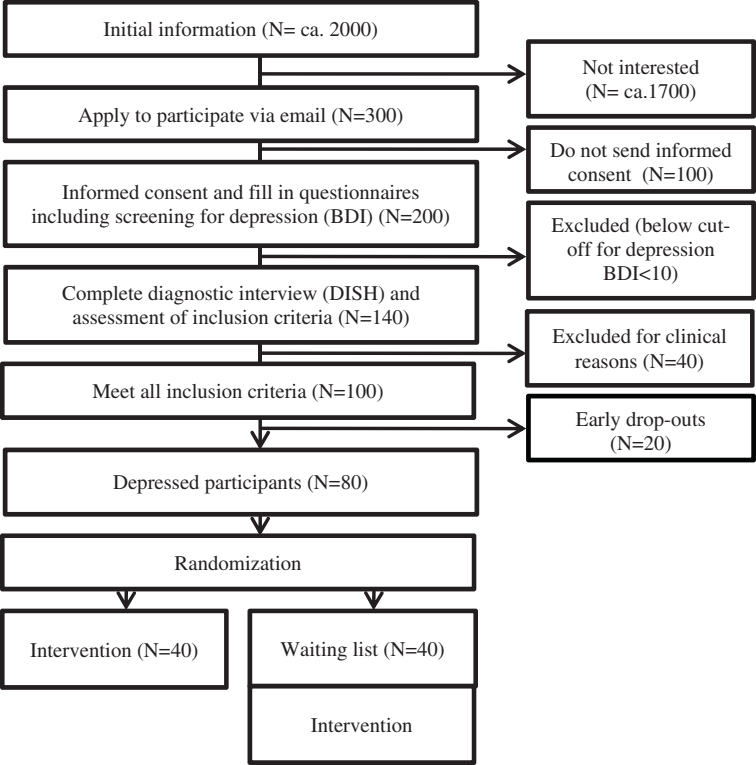 Initial information (N= ca. 2000)
Not interested
(N= ca.1700)
Apply to participate via email (N=300)
Do not send informed
consent (N=100)
Informed consent and fill in questionnaires
including screening for depression (BDI) (N=200)
Excluded (below cut-
off for depression
BDI<10)
Complete diagnostic interview (DISH) and
assessment of inclusion criteria (N=140)
Excluded for clinical
reasons (N=40)
Meet all inclusion criteria (N=100)
Early drop-outs
(N=20)
Depressed participants (N=80)
Randomization
Intervention (N=40)
Waiting list (N=40)
Intervention